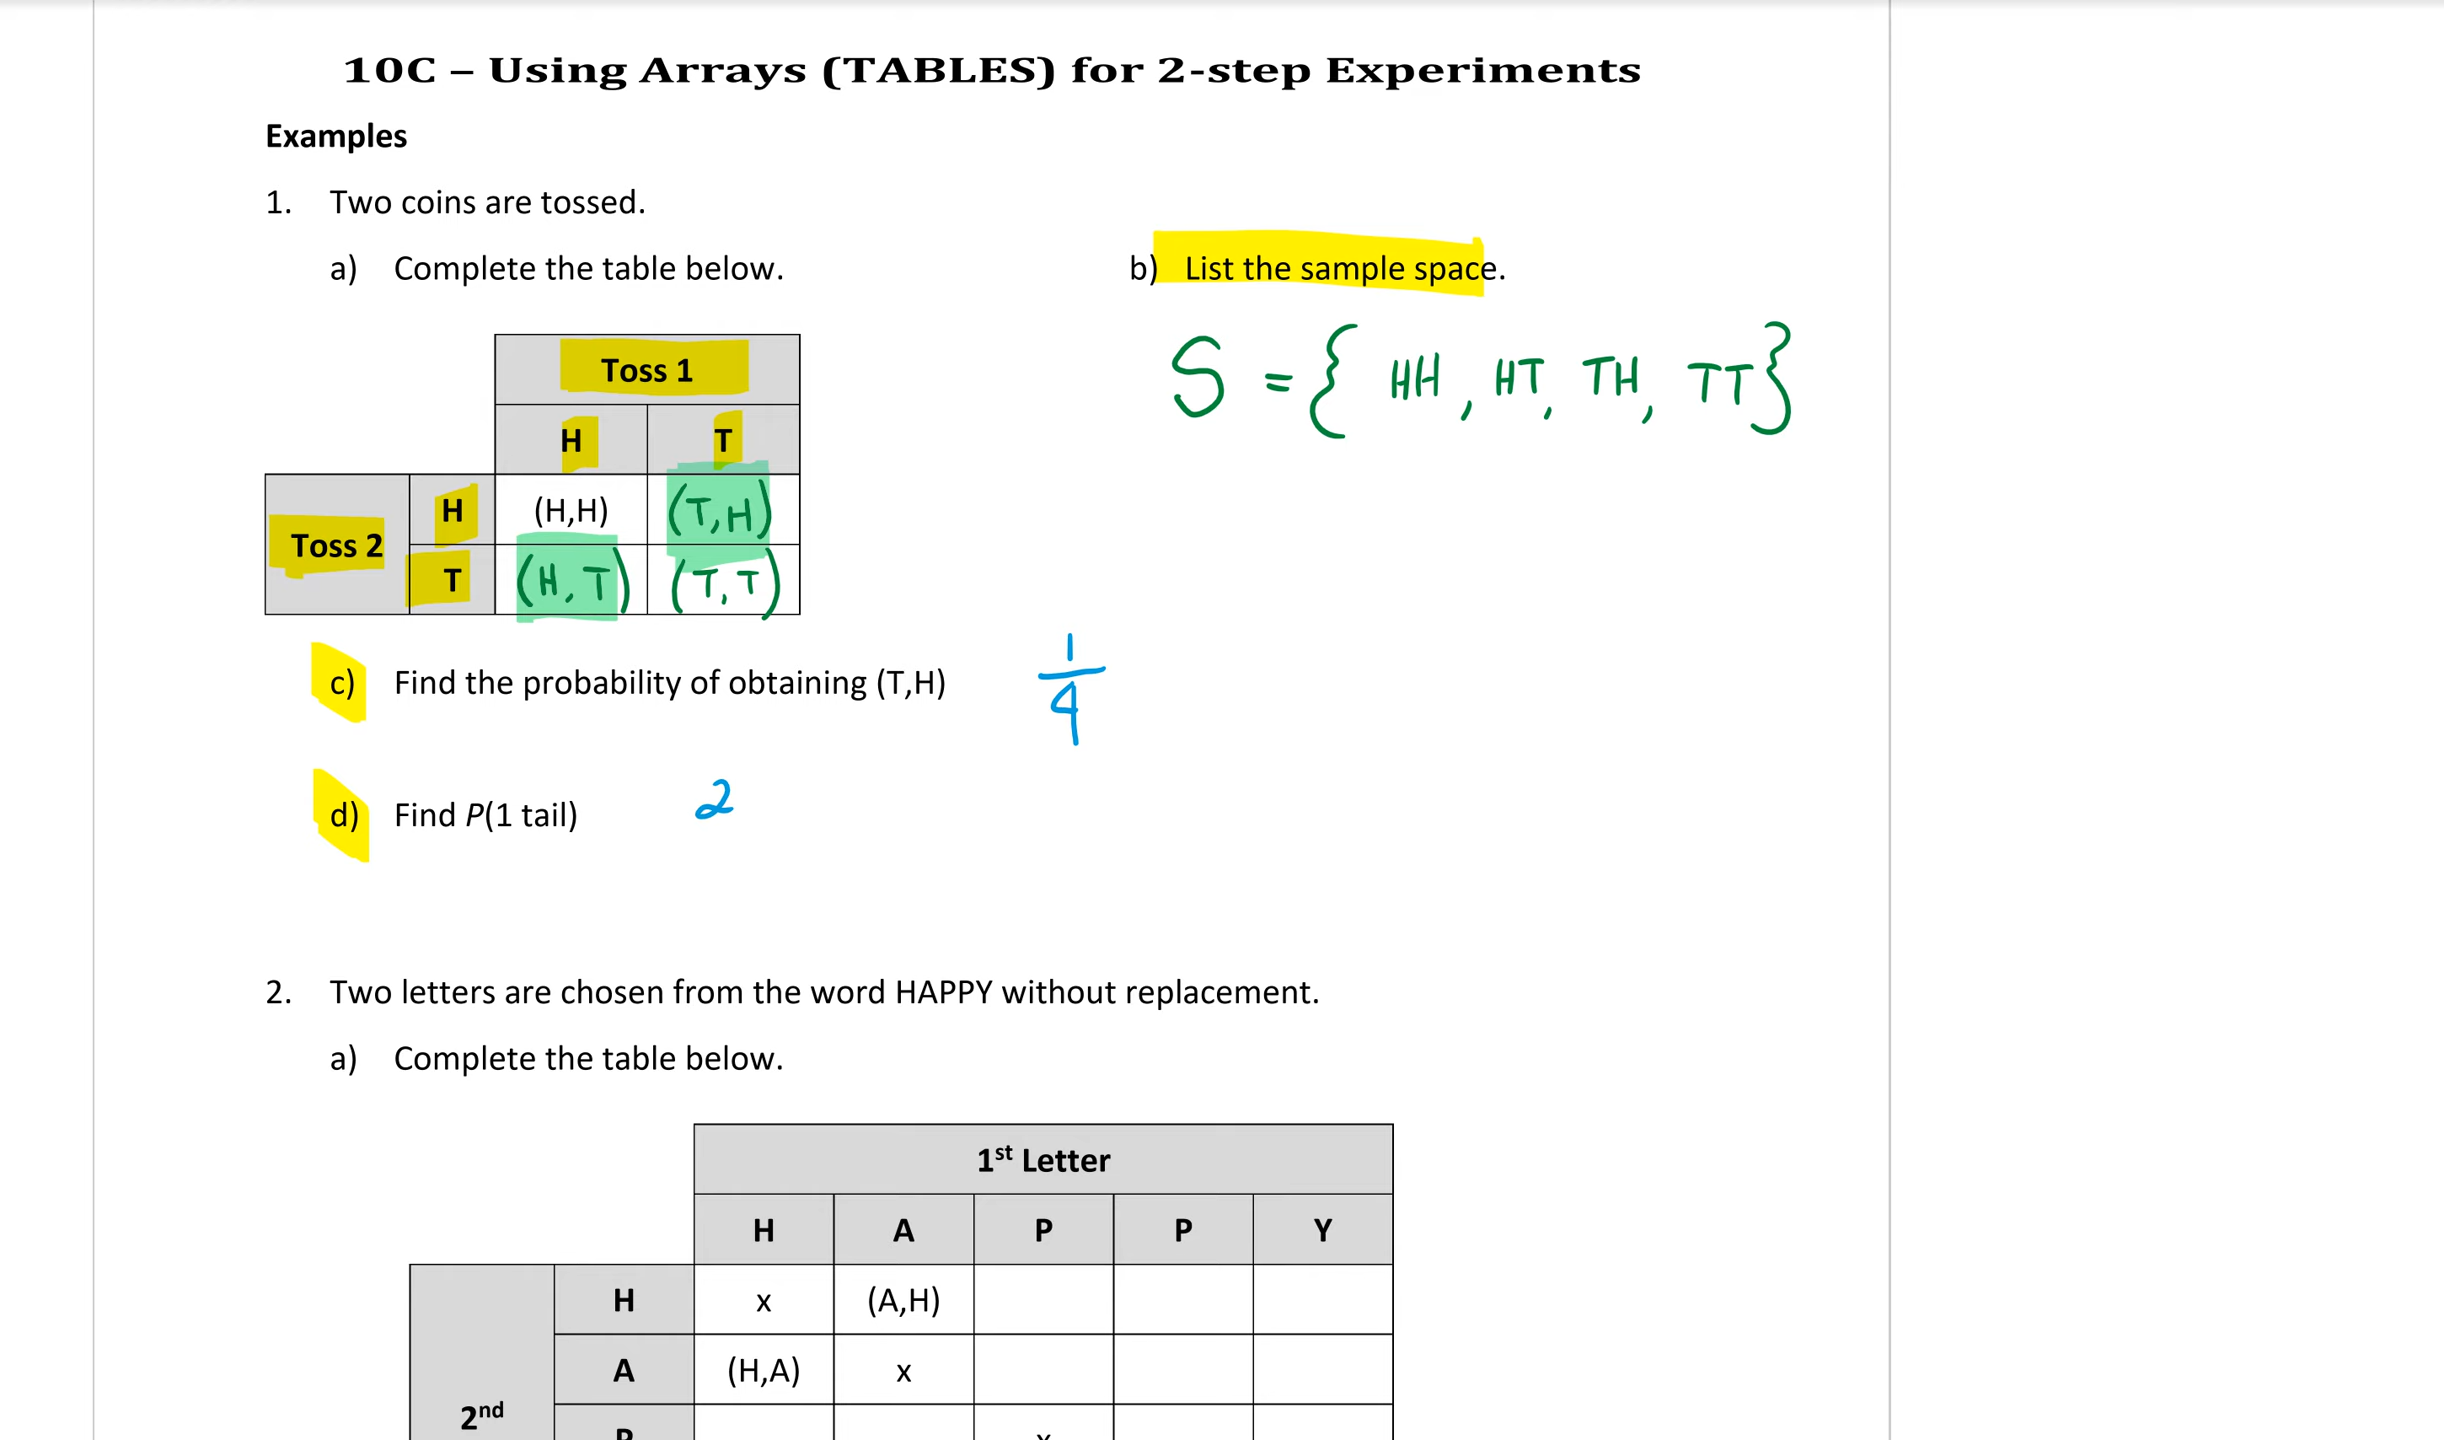 10C – Using Arrays (TABLES) for 2-step Experiments
Examples
1. Two coins are tossed.
a) Complete the table below.
b) List the sample space.
S = { HH, HT, TH, TT}
Toss 1
H T
Toss 2
H (H,H) (T,H)
T (H,T) (T,T)
c) Find the probability of obtaining (T,H) 1/4
d) Find P(1 tail) 2
2. Two letters are chosen from the word HAPPY without replacement.
a) Complete the table below.
1st Letter
H A P P Y
H x (A,H)
A (H,A) x
2nd
P x